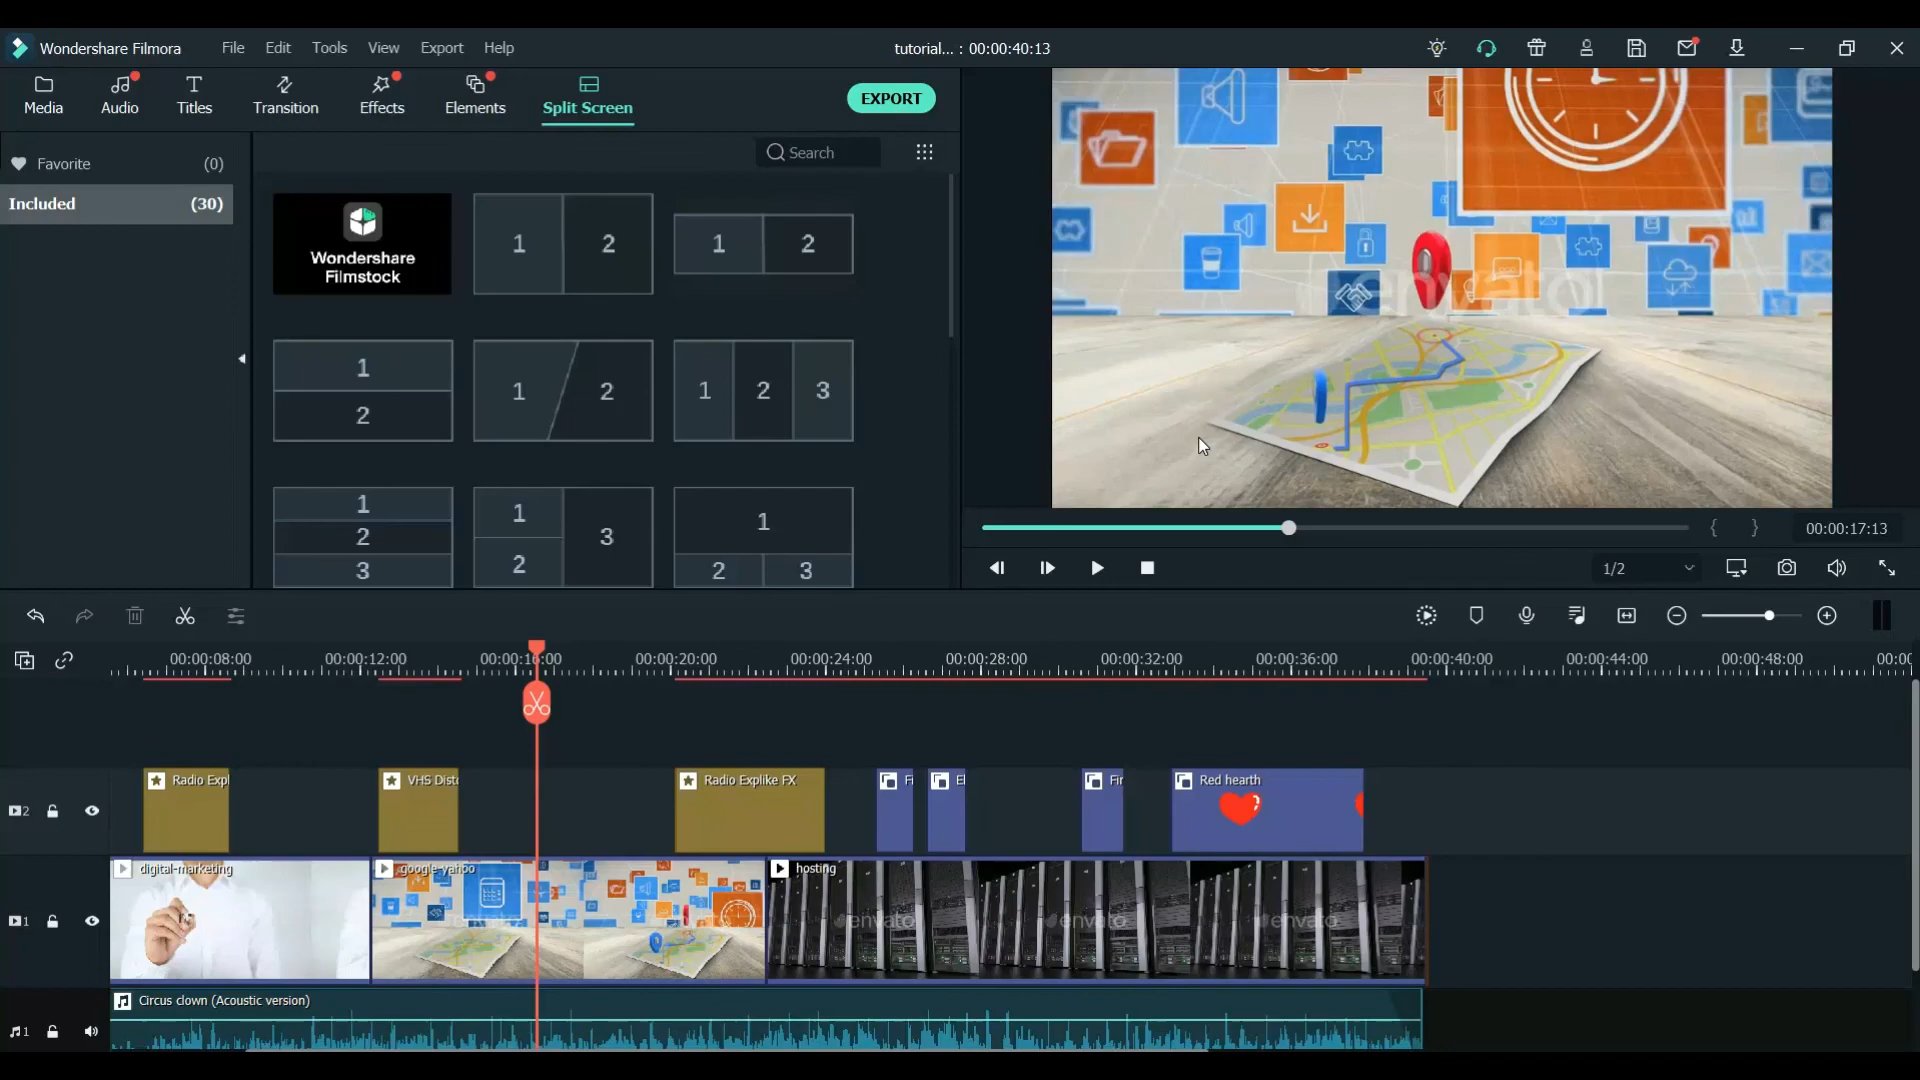 Wondershare Filmora
File Edit Tools View Export Help
tutorial... : 00:00:40:13
Media Audio Titles Transition Effects Elements Split Screen
EXPORT
Favorite (0)
Included (30)
Search
Wondershare
Filmstock
1 2
1 2
1
2
1 2
1 2 3
1
2
3
1
2
3
1
2 3
envato
00:00:17:13
1/2
00:00:08:00 00:00:12:00 00:00:16:00 00:00:20:00 00:00:24:00 00:00:28:00 00:00:32:00 00:00:36:00 00:00:40:00 00:00:44:00 00:00:48:00 00:00
2
Radio Expl
VHS Disto
Radio Explike FX
Fi
El
Fir
Red hearth
1
digital-marketing
google-yahoo
hosting
envato
envato
envato
1
Circus clown (Acoustic version)